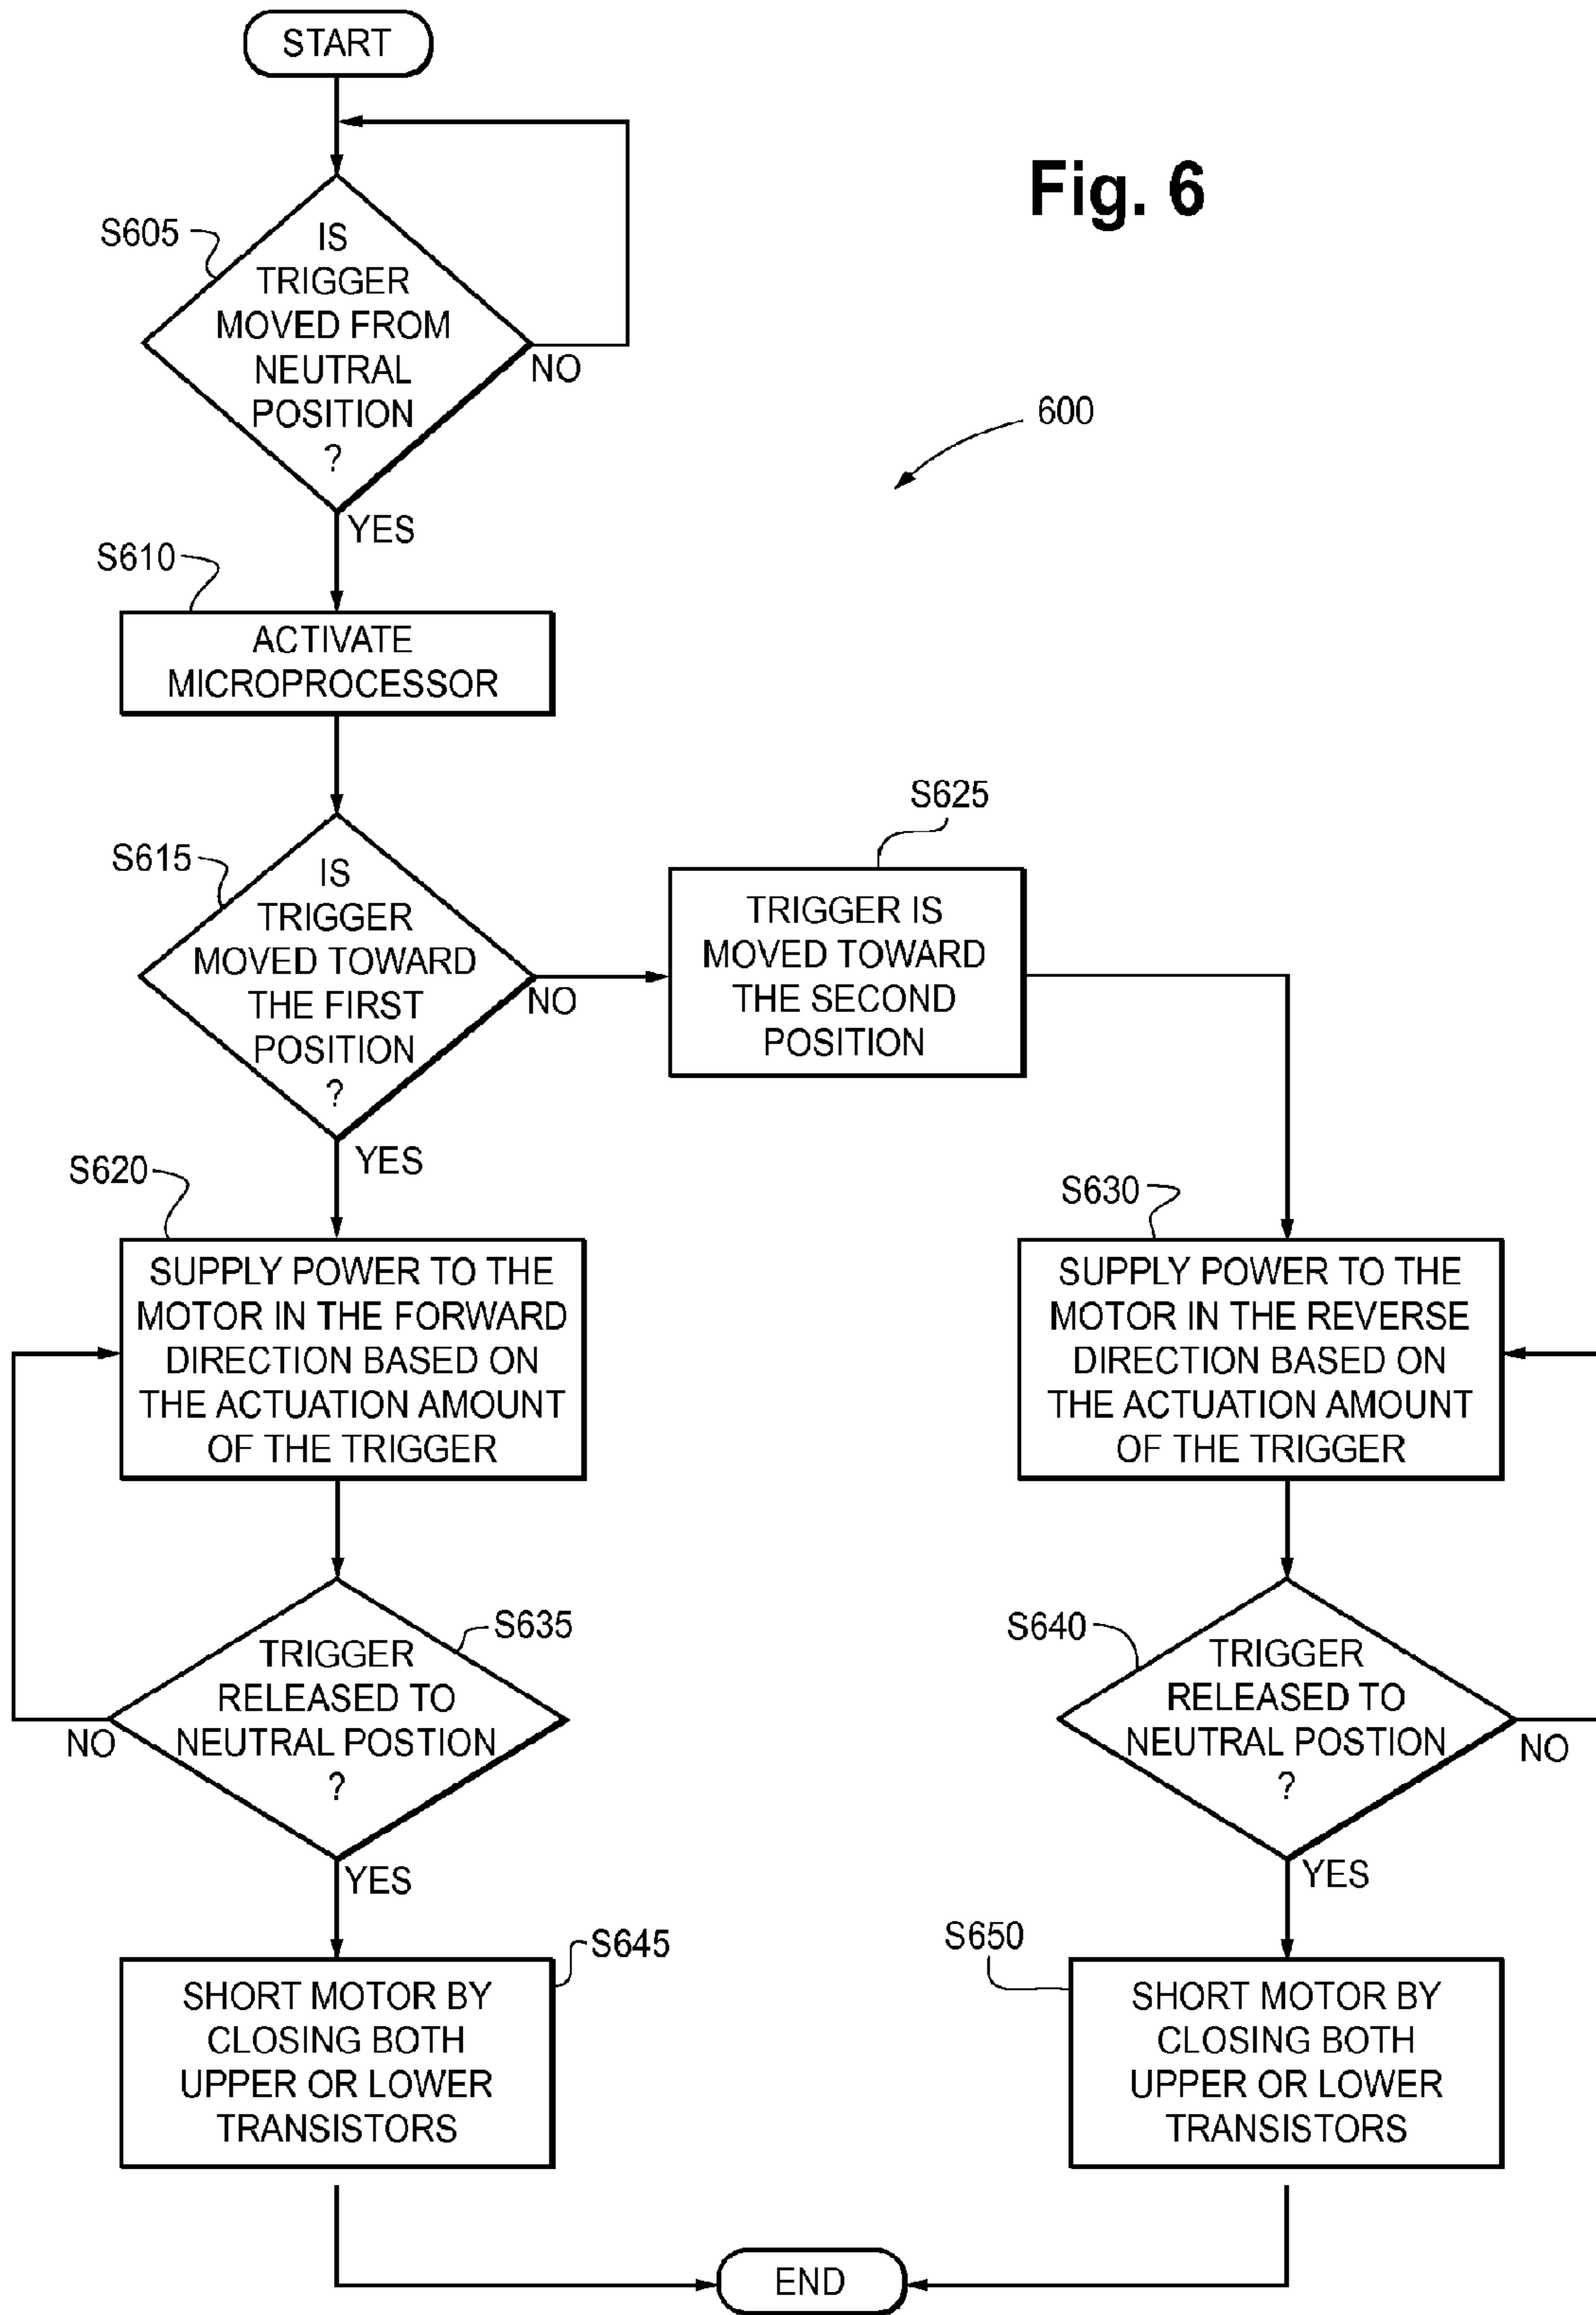 START
Fig. 6
S605
IS
TRIGGER
MOVED FROM
NEUTRAL
POSITION
?
NO
600
YES
S610
ACTIVATE
MICROPROCESSOR
S625
S615
IS
TRIGGER
MOVED TOWARD
THE FIRST
POSITION
?
NO
TRIGGER IS
MOVED TOWARD
THE SECOND
POSITION
YES
S620
SUPPLY POWER TO THE
MOTOR IN THE FORWARD
DIRECTION BASED ON
THE ACTUATION AMOUNT
OF THE TRIGGER
S630
SUPPLY POWER TO THE
MOTOR IN THE REVERSE
DIRECTION BASED ON
THE ACTUATION AMOUNT
OF THE TRIGGER
S635
TRIGGER
RELEASED TO
NEUTRAL POSTION
?
NO
YES
S640
TRIGGER
RELEASED TO
NEUTRAL POSTION
?
NO
YES
S645
SHORT MOTOR BY
CLOSING BOTH
UPPER OR LOWER
TRANSISTORS
S650
SHORT MOTOR BY
CLOSING BOTH
UPPER OR LOWER
TRANSISTORS
END